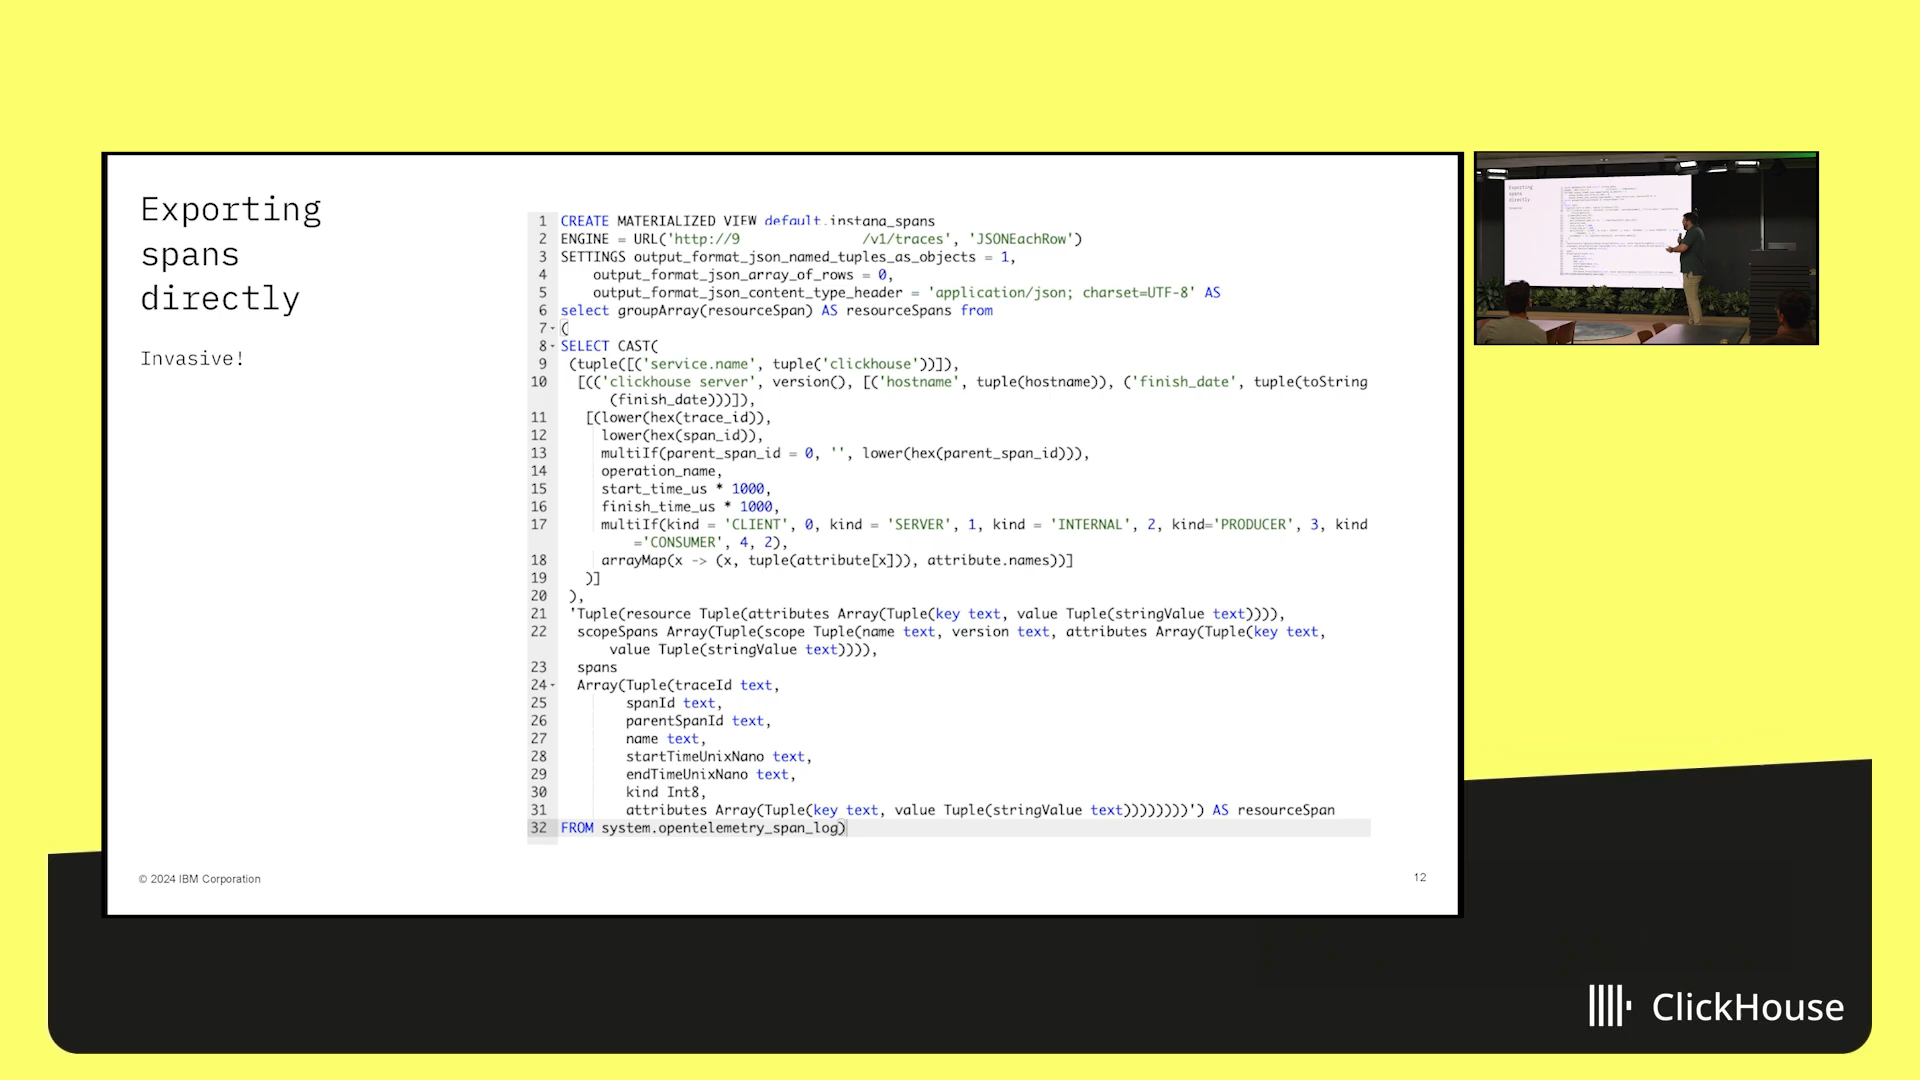 Exporting
spans
directly
Invasive!
1 CREATE MATERIALIZED VIEW default.instana_spans
2 ENGINE = URL('http://9 /v1/traces', 'JSONEachRow')
3 SETTINGS output_format_json_named_tuples_as_objects = 1,
4 output_format_json_array_of_rows = 0,
5 output_format_json_content_type_header = 'application/json; charset=UTF-8' AS
6 select groupArray(resourceSpan) AS resourceSpans from
7 (
8 SELECT CAST(
9 (tuple([('service.name', tuple('clickhouse'))]),
10 [(('clickhouse server', version(), [('hostname', tuple(hostname)), ('finish_date', tuple(toString
(finish_date)))]),
11 [(lower(hex(trace_id)),
12 lower(hex(span_id)),
13 multiIf(parent_span_id = 0, '', lower(hex(parent_span_id))),
14 operation_name,
15 start_time_us * 1000,
16 finish_time_us * 1000,
17 multiIf(kind = 'CLIENT', 0, kind = 'SERVER', 1, kind = 'INTERNAL', 2, kind='PRODUCER', 3, kind
='CONSUMER', 4, 2),
18 arrayMap(x -> (x, tuple(attribute[x])), attribute.names))]
19 )]
20 ),
21 'Tuple(resource Tuple(attributes Array(Tuple(key text, value Tuple(stringValue text)))),
22 scopeSpans Array(Tuple(scope Tuple(name text, version text, attributes Array(Tuple(key text,
value Tuple(stringValue text)))),
23 spans
24 Array(Tuple(traceId text,
25 spanId text,
26 parentSpanId text,
27 name text,
28 startTimeUnixNano text,
29 endTimeUnixNano text,
30 kind Int8,
31 attributes Array(Tuple(key text, value Tuple(stringValue text))))))))') AS resourceSpan
32 FROM system.opentelemetry_span_log)
© 2024 IBM Corporation
12
Exporting
spans
directly
ClickHouse